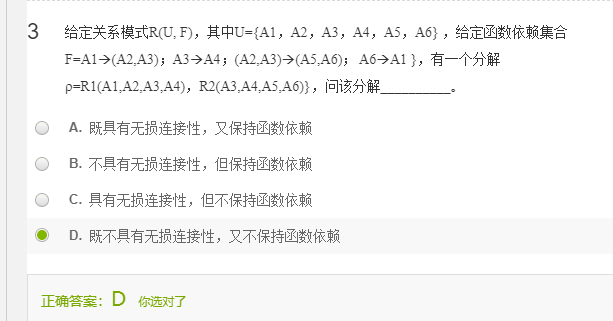 3 给定关系模式R(U, F)，其中U={A1，A2，A3，A4，A5，A6}，给定函数依赖集合
F=A1→(A2,A3)；A3→A4；(A2,A3)→(A5,A6)； A6→A1 }，有一个分解
ρ=R1(A1,A2,A3,A4)，R2(A3,A4,A5,A6)}，问该分解__________。
A. 既具有无损连接性，又保持函数依赖
B. 不具有无损连接性，但保持函数依赖
C. 具有无损连接性，但不保持函数依赖
D. 既不具有无损连接性，又不保持函数依赖
正确答案：D 你选对了